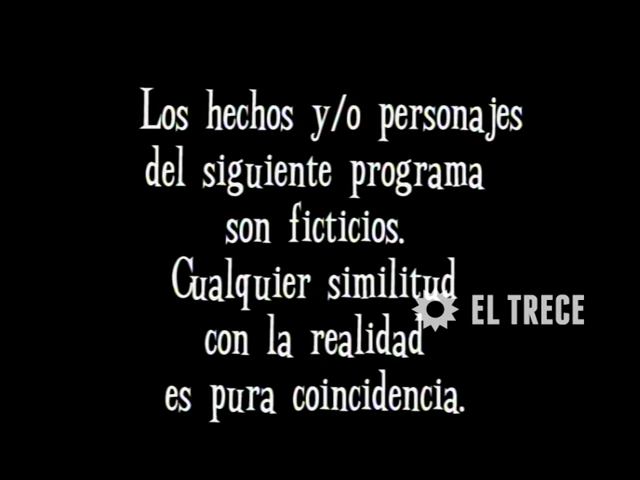 Los hechos y/o personajes
del siguiente programa
son ficticios.
Cualquier similitud
EL TRECE
con la realidad
es pura coincidencia.